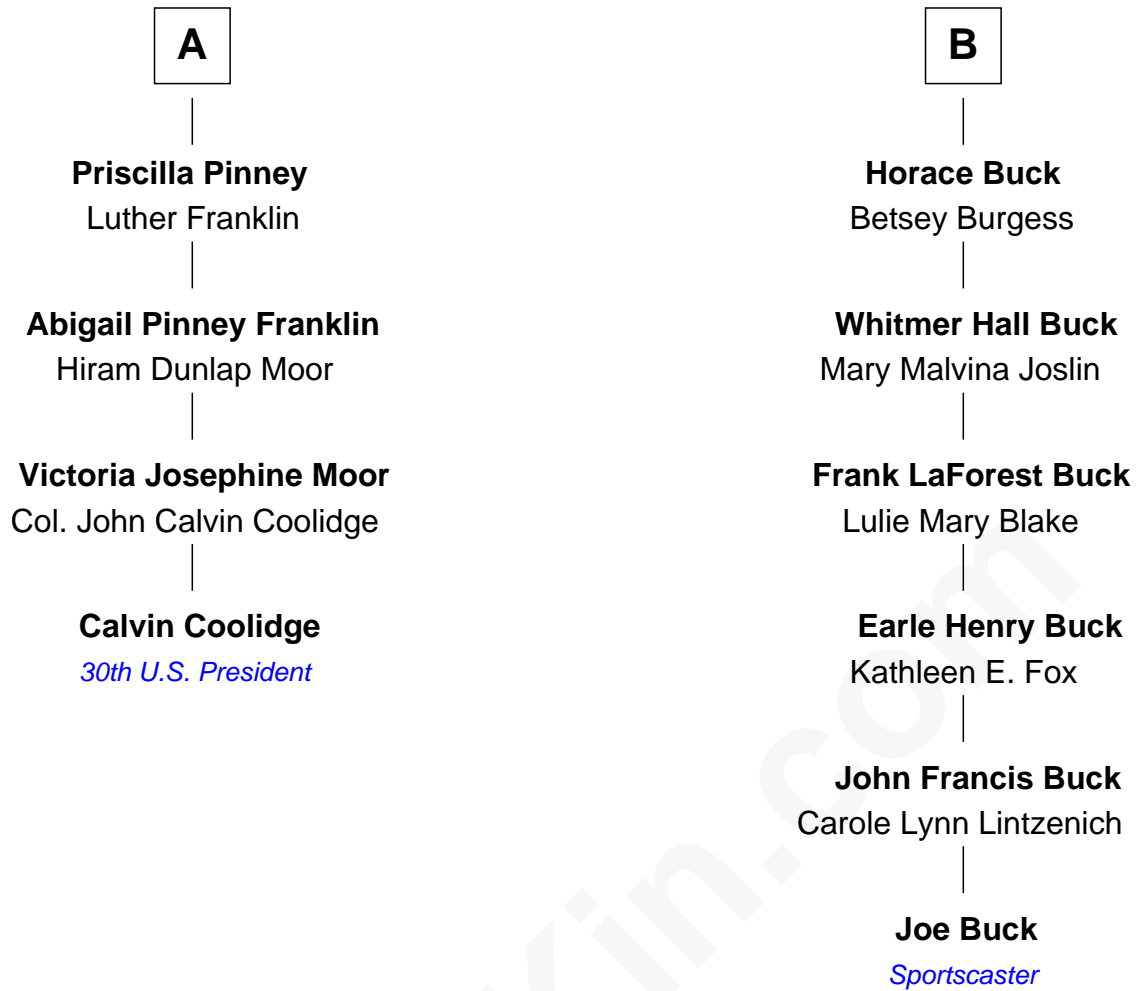 A
Priscilla Pinney
Luther Franklin
Abigail Pinney Franklin
Hiram Dunlap Moor
Victoria Josephine Moor
Col. John Calvin Coolidge
Calvin Coolidge
30th U.S. President
B
Horace Buck
Betsey Burgess
Whitmer Hall Buck
Mary Malvina Joslin
Frank LaForest Buck
Lulie Mary Blake
Earle Henry Buck
Kathleen E. Fox
John Francis Buck
Carole Lynn Lintzenich
Joe Buck
Sportscaster
Kin.com